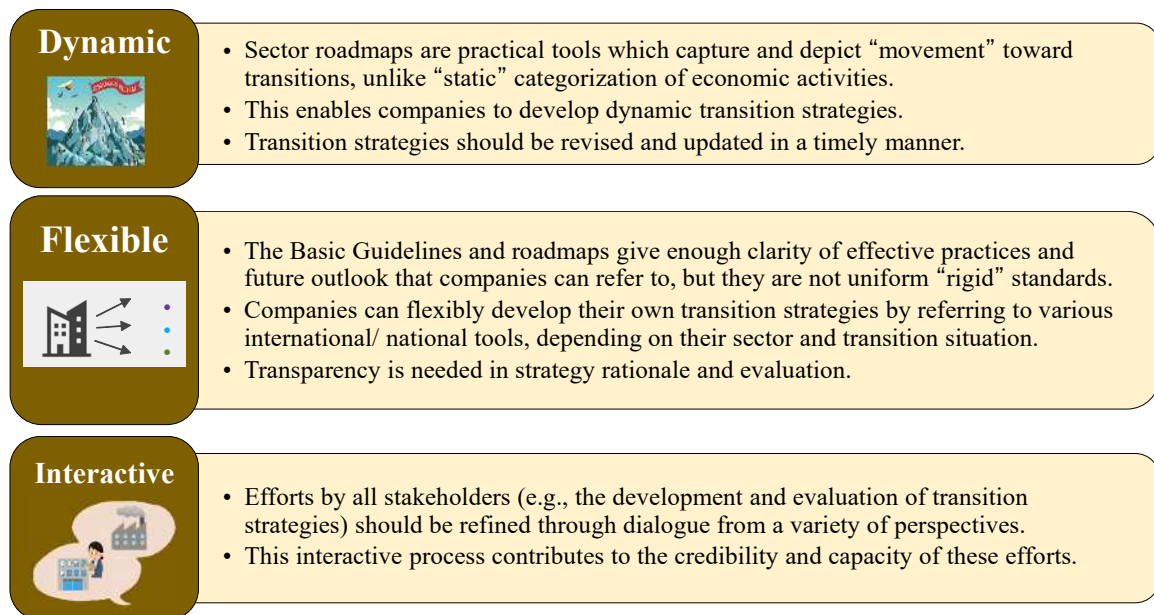 Dynamic
• Sector roadmaps are practical tools which capture and depict “movement” toward
transitions, unlike “static” categorization of economic activities.
• This enables companies to develop dynamic transition strategies.
• Transition strategies should be revised and updated in a timely manner.
Flexible
• The Basic Guidelines and roadmaps give enough clarity of effective practices and
future outlook that companies can refer to, but they are not uniform “rigid” standards.
• Companies can flexibly develop their own transition strategies by referring to various
international/ national tools, depending on their sector and transition situation.
• Transparency is needed in strategy rationale and evaluation.
Interactive
• Efforts by all stakeholders (e.g., the development and evaluation of transition
strategies) should be refined through dialogue from a variety of perspectives.
• This interactive process contributes to the credibility and capacity of these efforts.